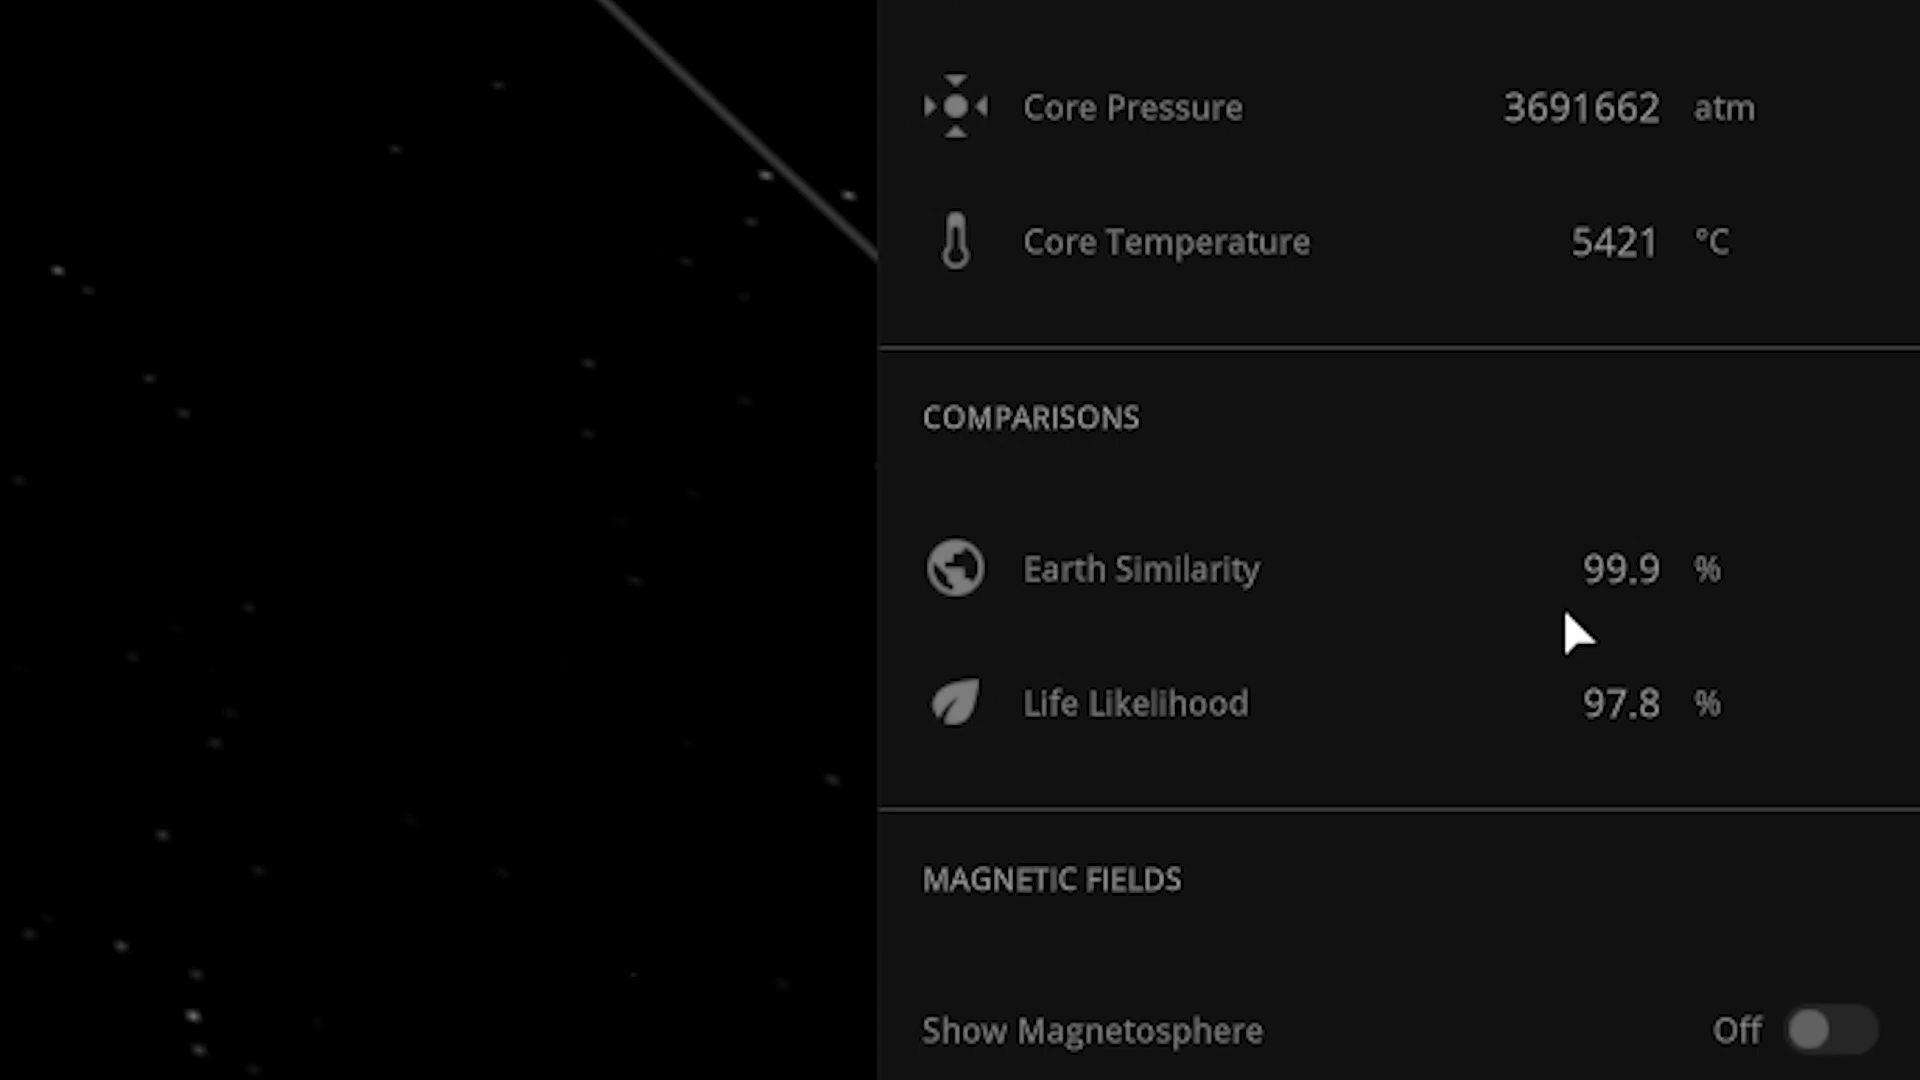 Core Pressure 3691662 atm
Core Temperature 5421 °C
COMPARISONS
Earth Similarity 99.9 %
Life Likelihood 97.8 %
MAGNETIC FIELDS
Show Magnetosphere Off